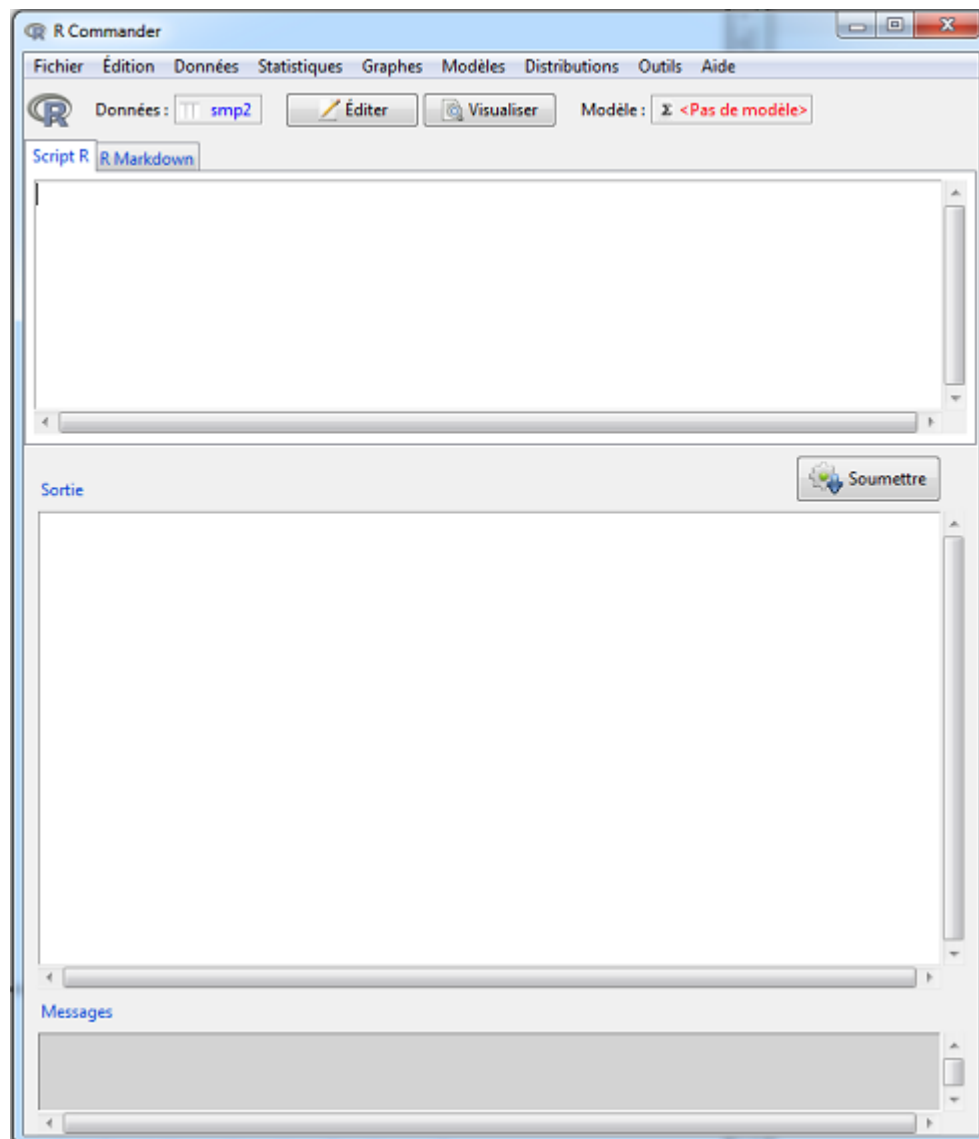 R Commander
Fichier Édition Données Statistiques Graphes Modèles Distributions Outils Aide
R Données : smp2 Éditer Visualiser Modèle : Σ <Pas de modèle>
Script R R Markdown
Soumettre
Sortie
Messages